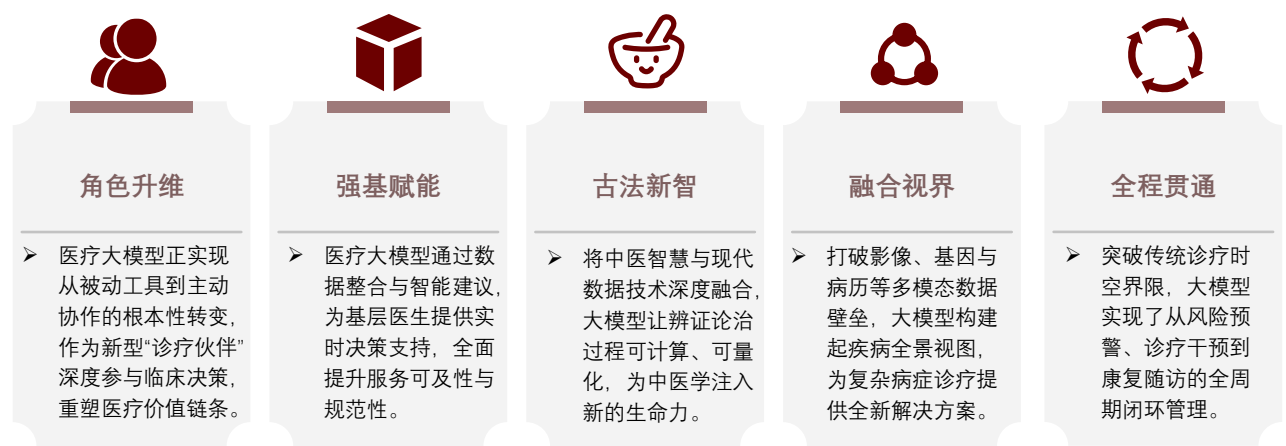 角色升维
医疗大模型正实现
从被动工具到主动
协作的根本性转变，
作为新型“诊疗伙伴”
深度参与临床决策，
重塑医疗价值链条。
强基赋能
医疗大模型通过数
据整合与智能建议，
为基层医生提供实
时决策支持，全面
提升服务可及性与
规范性。
古法新智
将中医智慧与现代
数据技术深度融合，
大模型让辨证论治
过程可计算、可量
化，为中医学注入
新的生命力。
融合视界
打破影像、基因与
病历等多模态数据
壁垒，大模型构建
起疾病全景视图，
为复杂病症诊疗提
供全新解决方案。
全程贯通
突破传统诊疗时
空界限，大模型
实现了从风险预
警、诊疗干预到
康复随访的全周
期闭环管理。